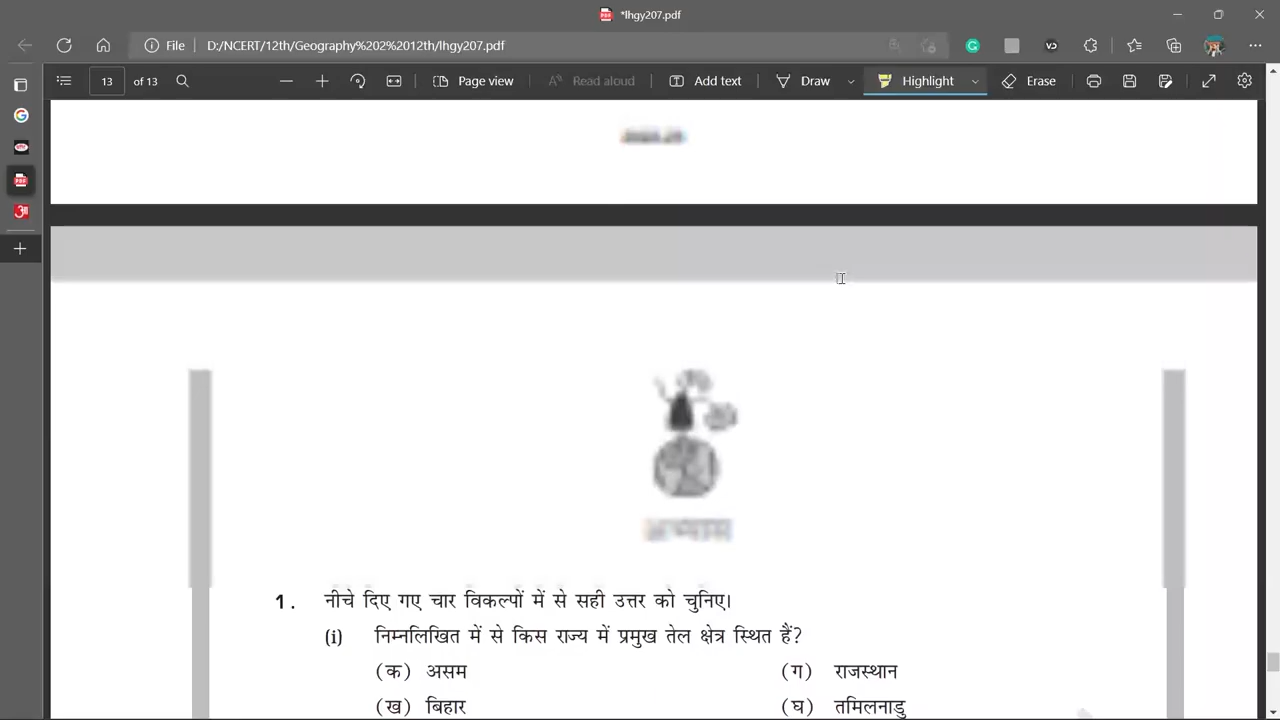 *lhgy207.pdf
File D:/NCERT/12th/Geography%202%2012th/lhgy207.pdf
13 of 13 Page view Read aloud Add text Draw Highlight Erase
अभ्यास
1. नीचे दिए गए चार विकल्पों में से सही उत्तर को चुनिए।
(i) निम्नलिखित में से किस राज्य में प्रमुख तेल क्षेत्र स्थित हैं?
(क) असम (ग) राजस्थान
(ख) बिहार (घ) तमिलनाडु